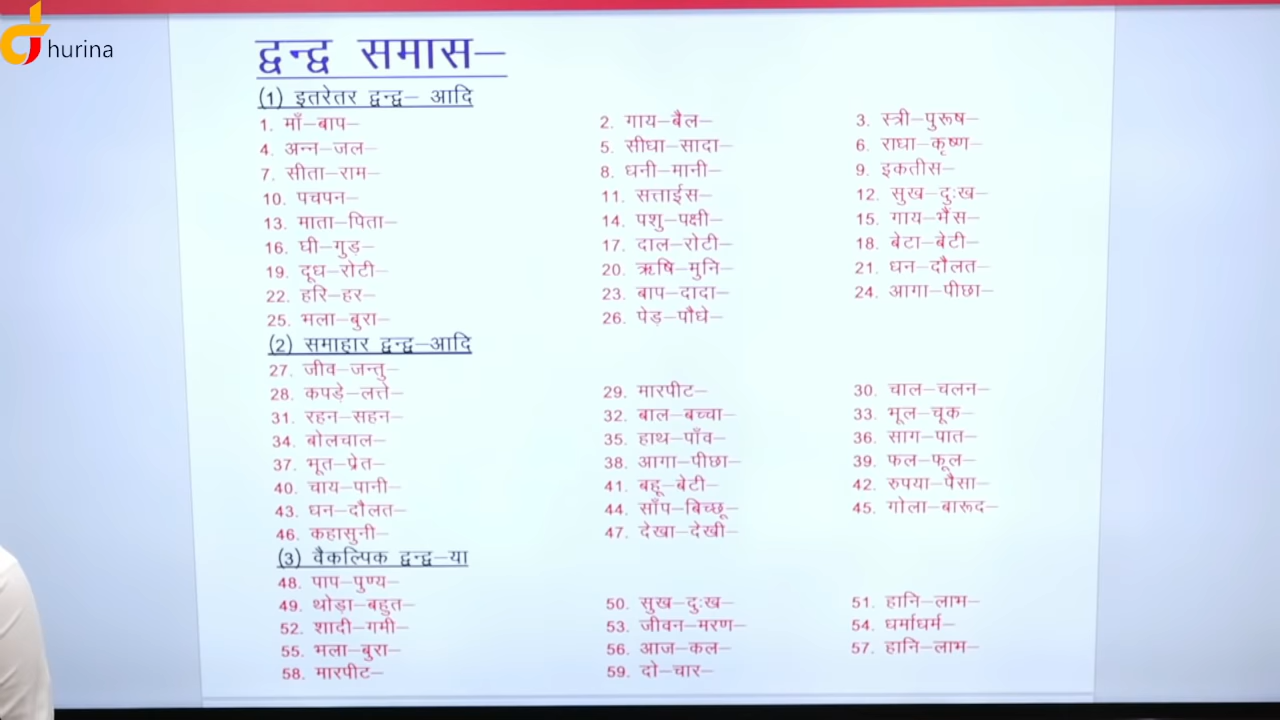 dhurina
द्वन्द्व समास–
(1) इतरेतर द्वन्द्व– आदि
1. माँ–बाप– 2. गाय–बैल– 3. स्त्री–पुरूष–
4. अन्न–जल– 5. सीधा–सादा– 6. राधा–कृष्ण–
7. सीता–राम– 8. धनी–मानी– 9. इकतीस–
10. पचपन– 11. सत्ताईस– 12. सुख–दुःख–
13. माता–पिता– 14. पशु–पक्षी– 15. गाय–भैंस–
16. घी–गुड़– 17. दाल–रोटी– 18. बेटा–बेटी–
19. दूध–रोटी– 20. ऋषि–मुनि– 21. धन–दौलत–
22. हरि–हर– 23. बाप–दादा– 24. आगा–पीछा–
25. भला–बुरा– 26. पेड़–पौधे–
(2) समाहार द्वन्द्व–आदि
27. जीव–जन्तु–
28. कपड़े–लत्ते– 29. मारपीट– 30. चाल–चलन–
31. रहन–सहन– 32. बाल–बच्चा– 33. भूल–चूक–
34. बोलचाल– 35. हाथ–पाँव– 36. साग–पात–
37. भूत–प्रेत– 38. आगा–पीछा– 39. फल–फूल–
40. चाय–पानी– 41. बहू–बेटी– 42. रुपया–पैसा–
43. धन–दौलत– 44. साँप–बिच्छू– 45. गोला–बारूद–
46. कहासुनी– 47. देखा–देखी–
(3) वैकल्पिक द्वन्द्व–या
48. पाप–पुण्य–
49. थोड़ा–बहुत– 50. सुख–दुःख– 51. हानि–लाभ–
52. शादी–गमी– 53. जीवन–मरण– 54. धर्माधर्म–
55. भला–बुरा– 56. आज–कल– 57. हानि–लाभ–
58. मारपीट– 59. दो–चार–